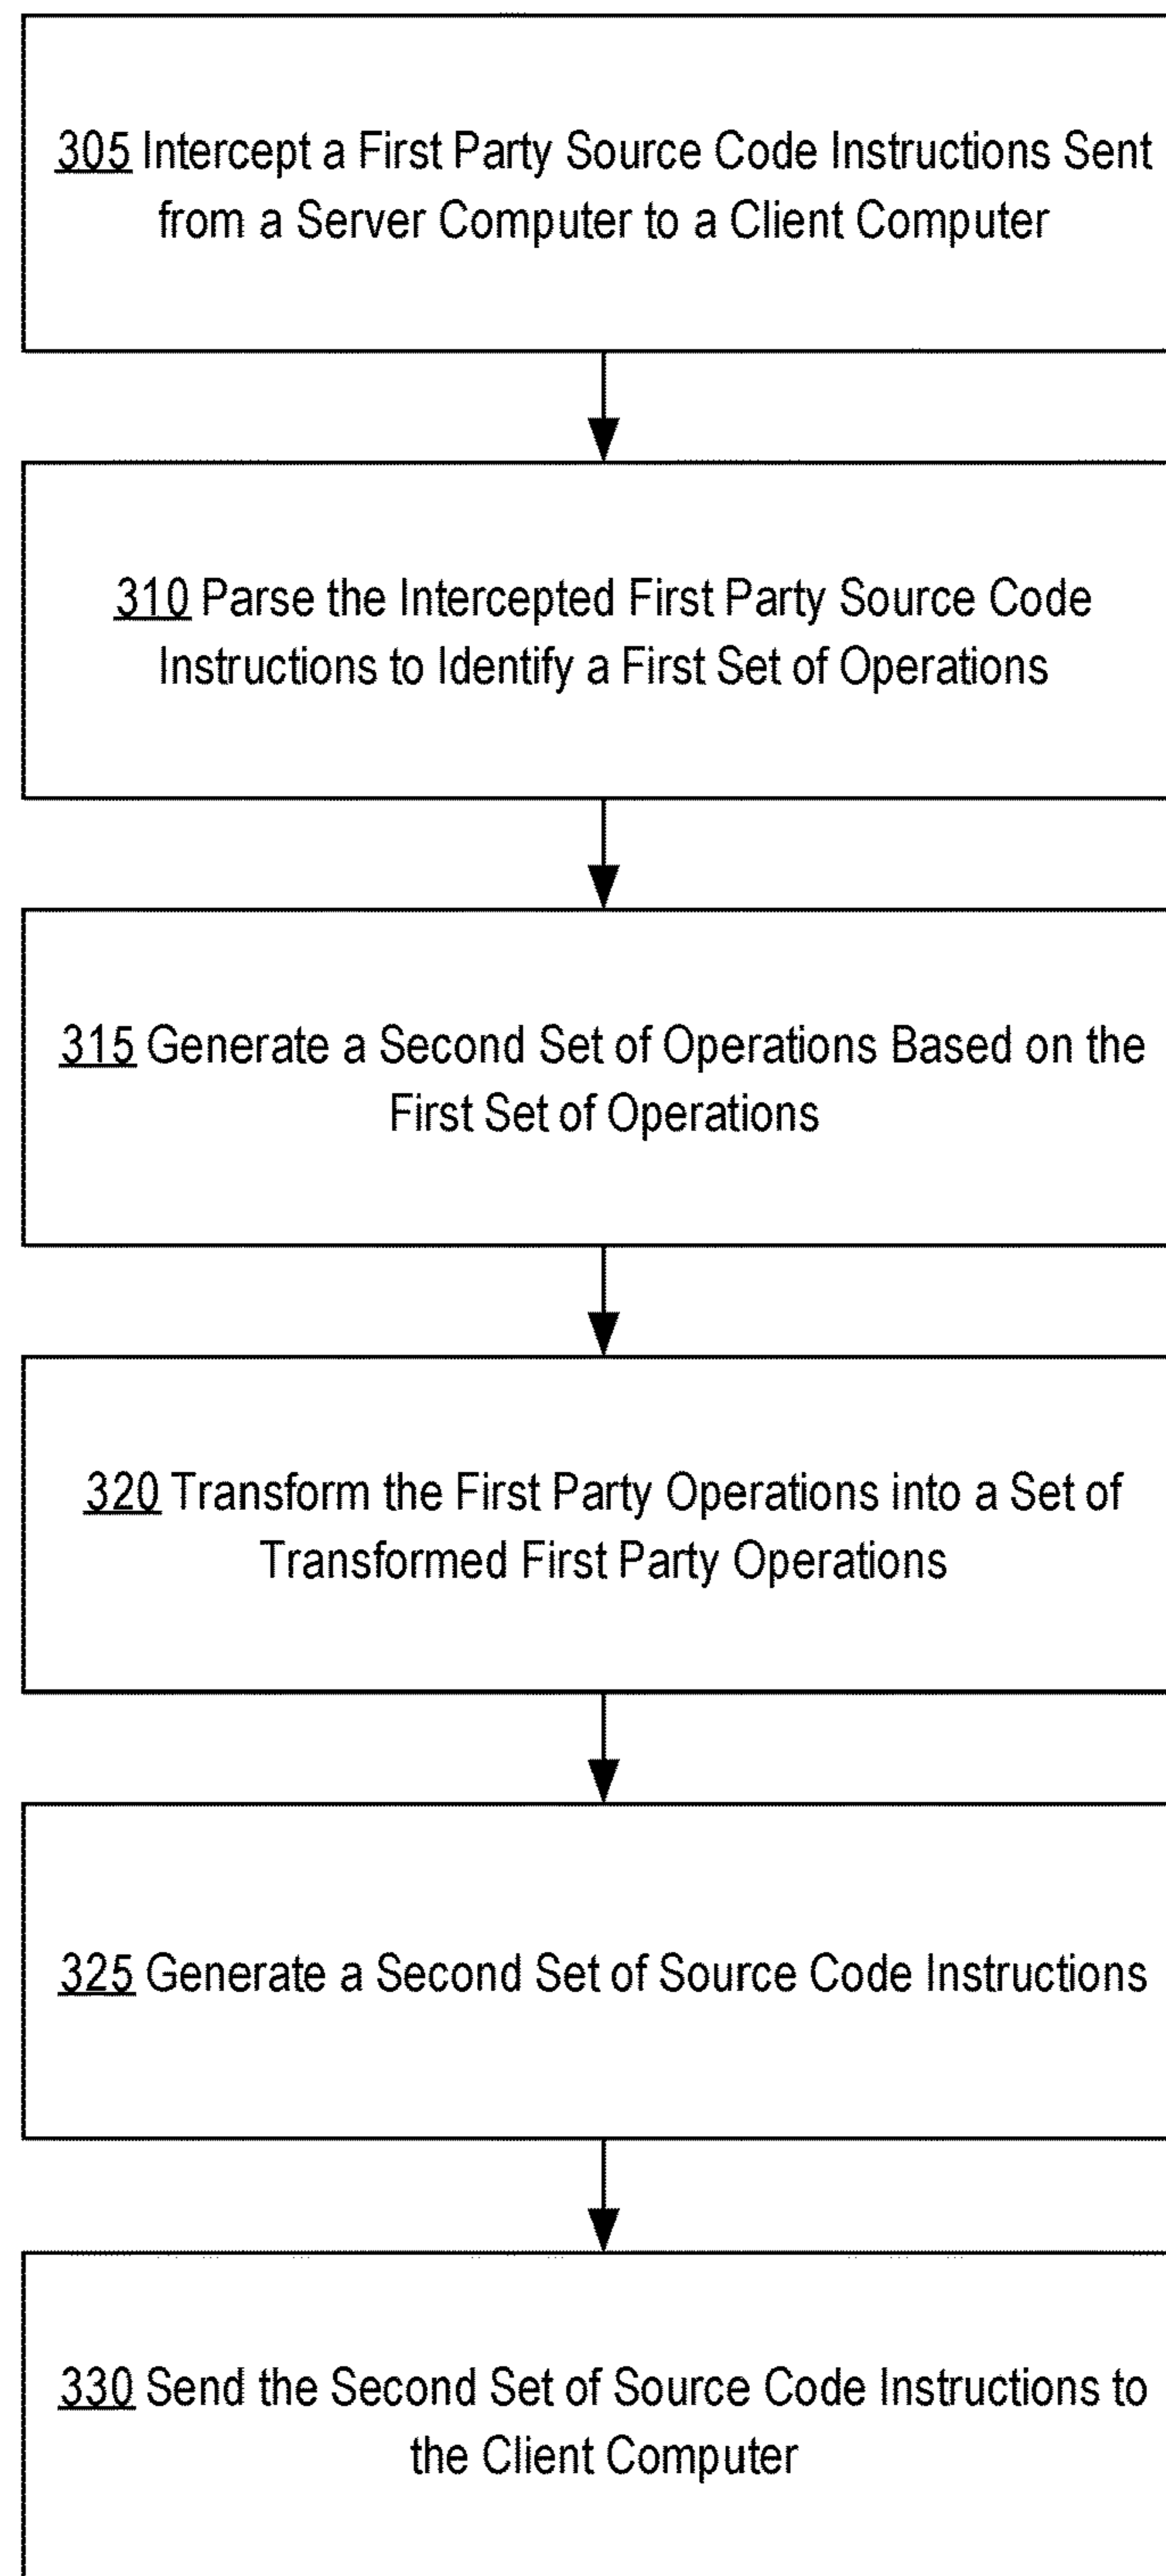 305 Intercept a First Party Source Code Instructions Sent
from a Server Computer to a Client Computer
310 Parse the Intercepted First Party Source Code
Instructions to Identify a First Set of Operations
315 Generate a Second Set of Operations Based on the
First Set of Operations
320 Transform the First Party Operations into a Set of
Transformed First Party Operations
325 Generate a Second Set of Source Code Instructions
330 Send the Second Set of Source Code Instructions to
the Client Computer